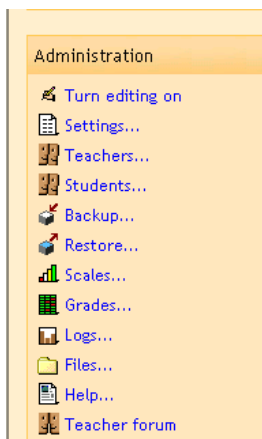 Administration
Turn editing on
Settings...
Teachers...
Students...
Backup...
Restore...
Scales...
Grades...
Logs...
Files...
Help...
Teacher forum